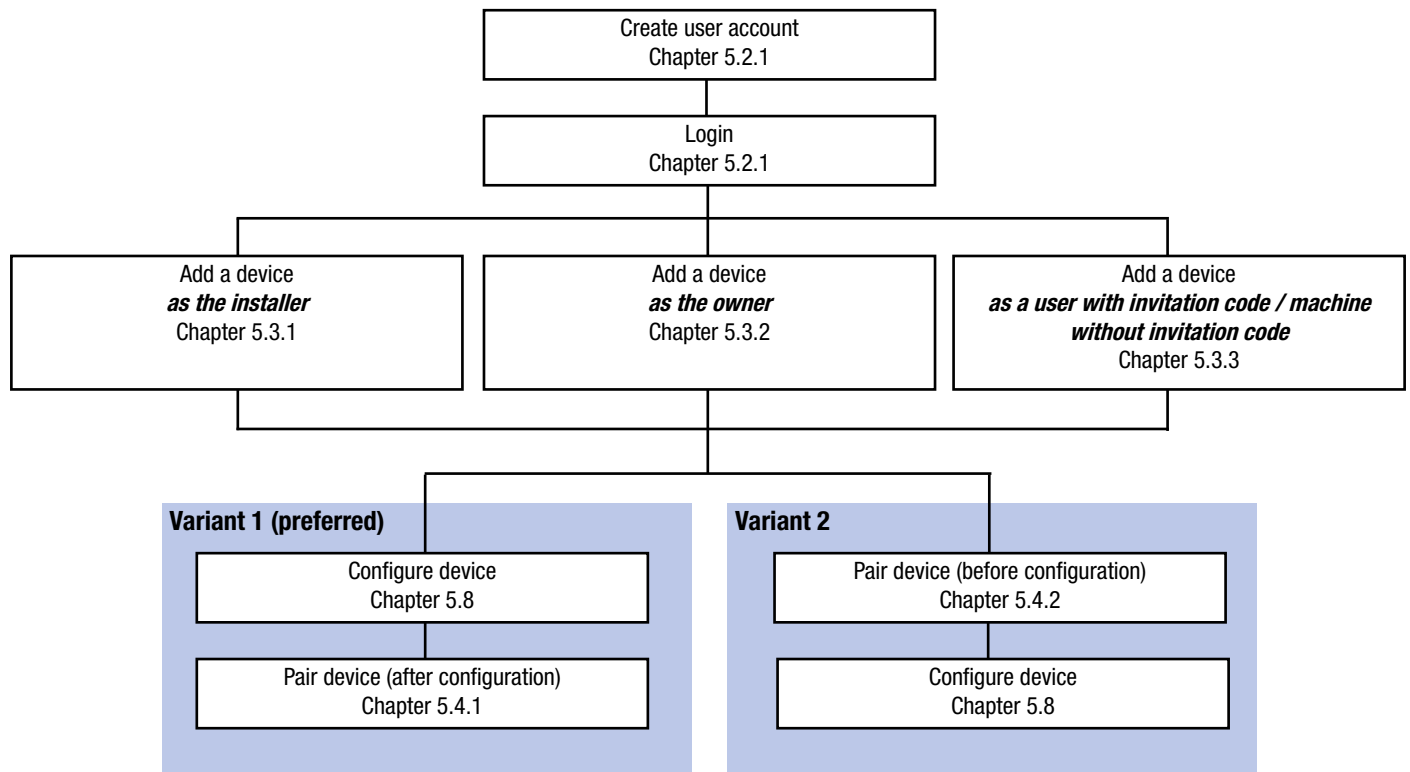 Create user account
Chapter 5.2.1
Login
Chapter 5.2.1
Add a device
as the installer
Chapter 5.3.1
Add a device
as the owner
Chapter 5.3.2
Add a device
as a user with invitation code / machine
without invitation code
Chapter 5.3.3
Variant 1 (preferred)
Configure device
Chapter 5.8
Pair device (after configuration)
Chapter 5.4.1
Variant 2
Pair device (before configuration)
Chapter 5.4.2
Configure device
Chapter 5.8